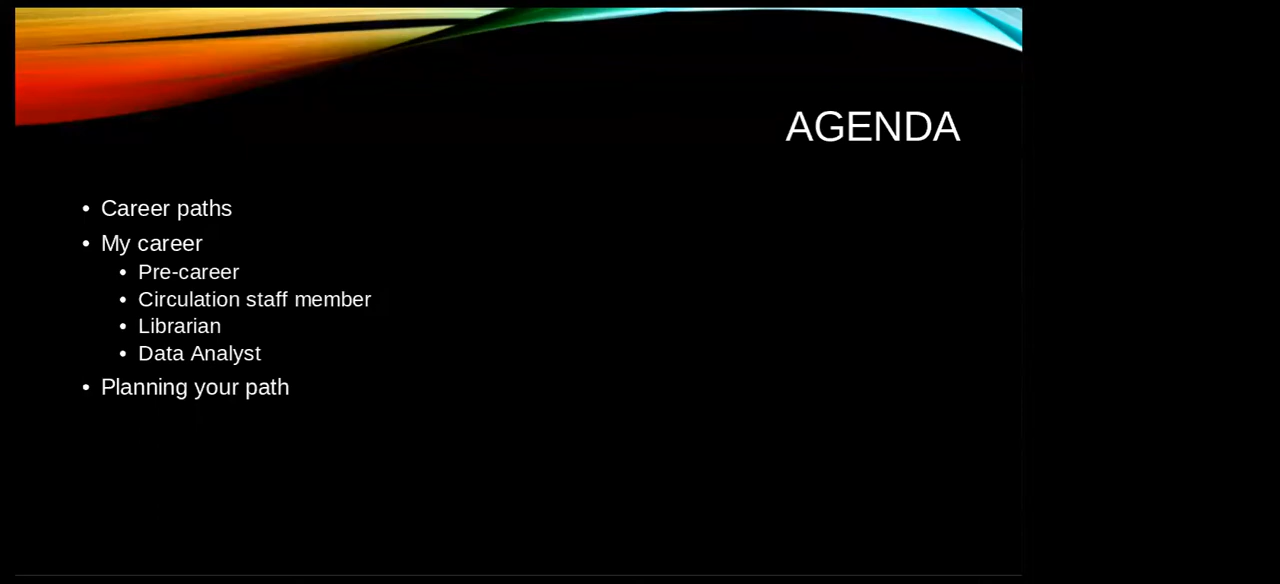 AGENDA
• Career paths
• My career
• Pre-career
• Circulation staff member
• Librarian
• Data Analyst
• Planning your path